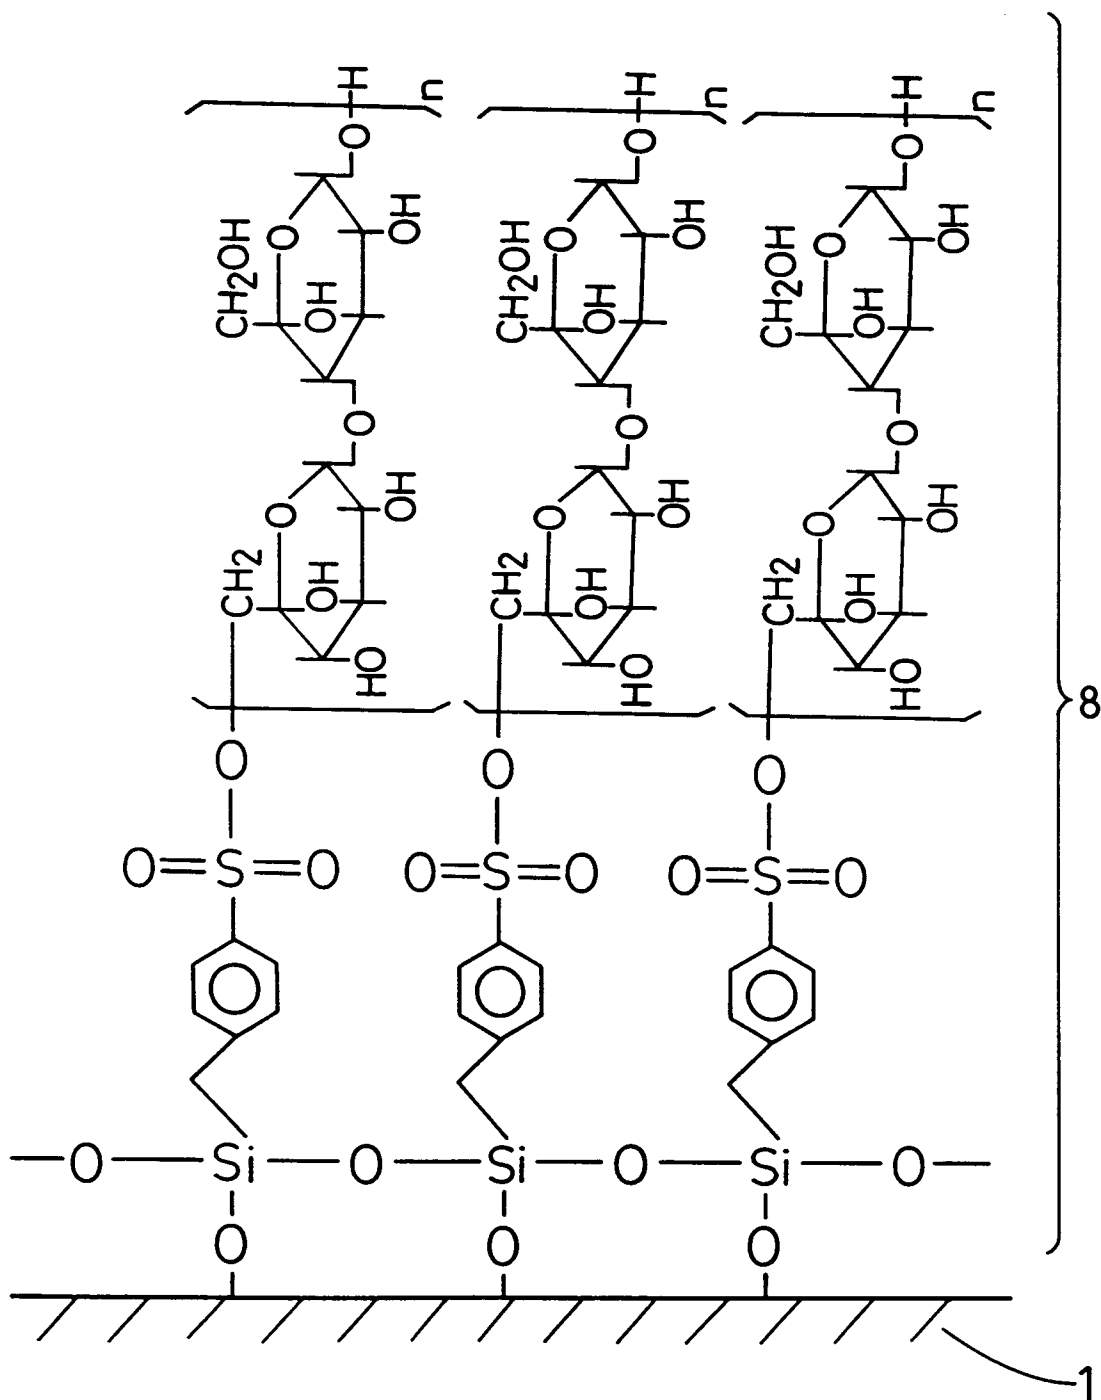 H H H
n n n
O O O
CH2OH O OH OH CH2OH O OH OH CH2OH O OH OH
O O O
CH2 O OH OH CH2 O OH OH CH2 O OH OH
HO HO HO
8
O O O
O=S=O O=S=O O=S=O
O Si O Si O Si O
O O O
1